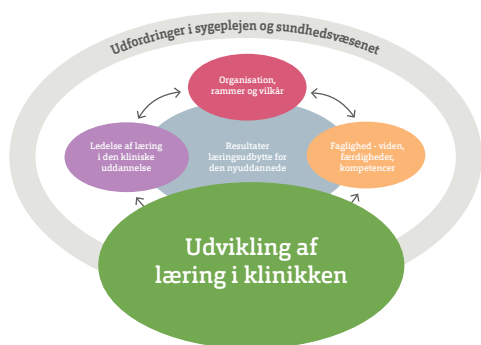 Udfordringer i sygeplejen og sundhedsvæsenet
Organisation,
rammer og vilkår
Ledelse af læring
i den kliniske
uddannelse
Resultater
læringsudbytte for
den nyuddannede
Faglighed - viden,
færdigheder,
kompetencer
Udvikling af
læring i klinikken